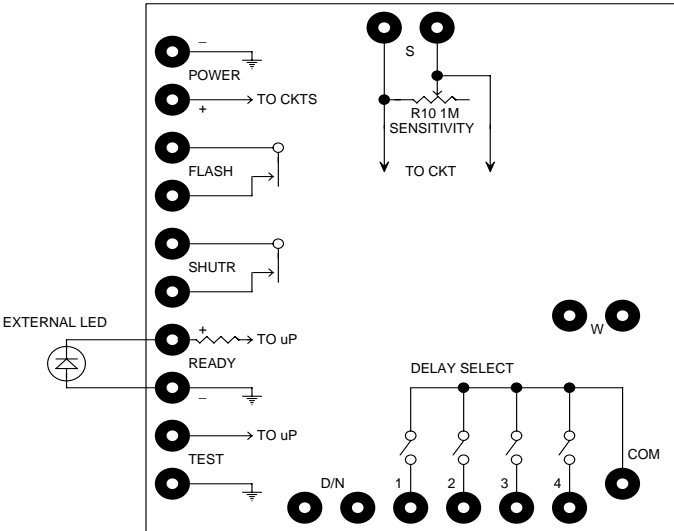 –
POWER
+
TO CKTS
FLASH
SHUTR
EXTERNAL LED
+
TO uP
READY
–
TO uP
TEST
S
R10 1M
SENSITIVITY
TO CKT
W
DELAY SELECT
COM
D/N
1
2
3
4